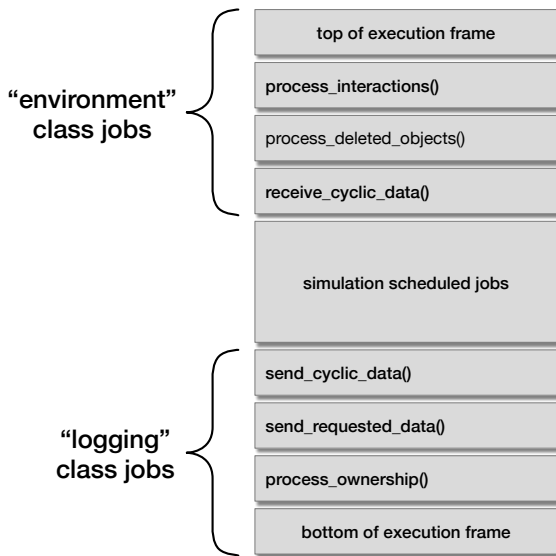 top of execution frame
“environment”
class jobs
process_interactions()
process_deleted_objects()
receive_cyclic_data()
simulation scheduled jobs
“logging”
class jobs
send_cyclic_data()
send_requested_data()
process_ownership()
bottom of execution frame